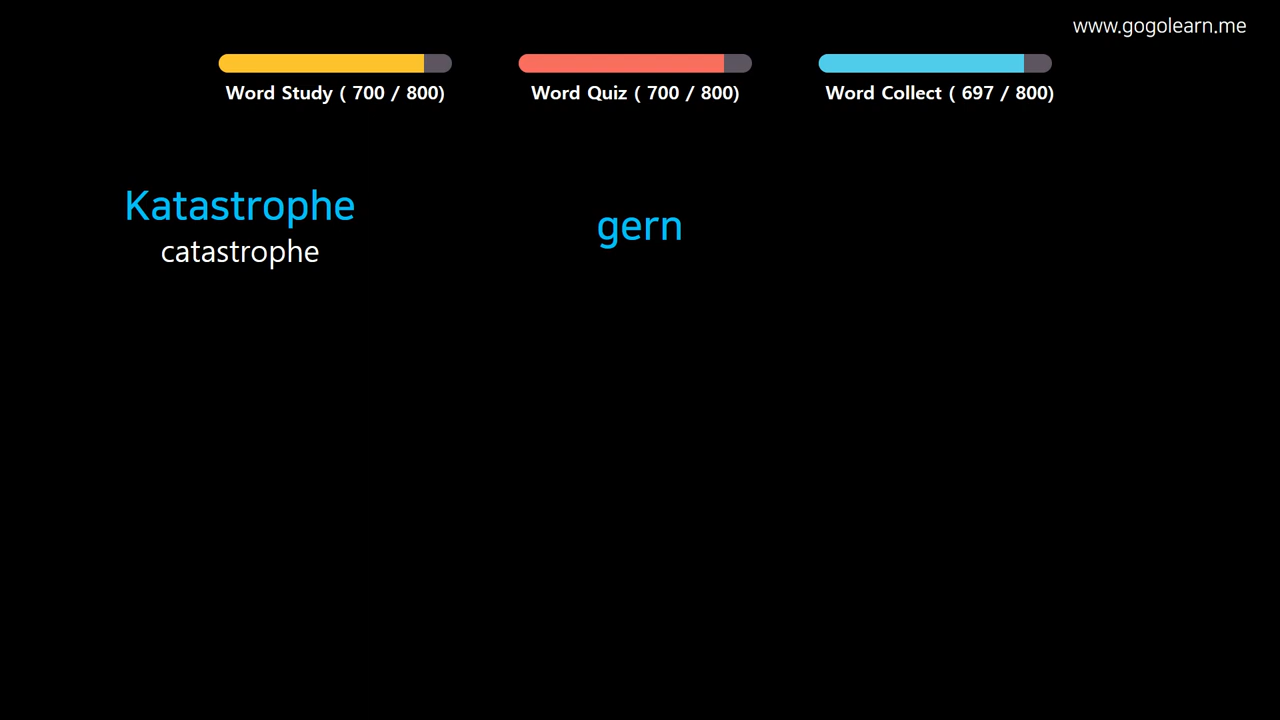 www.gogolearn.me
Word Study ( 700 / 800)
Word Quiz ( 700 / 800)
Word Collect ( 697 / 800)
Katastrophe
catastrophe
gern